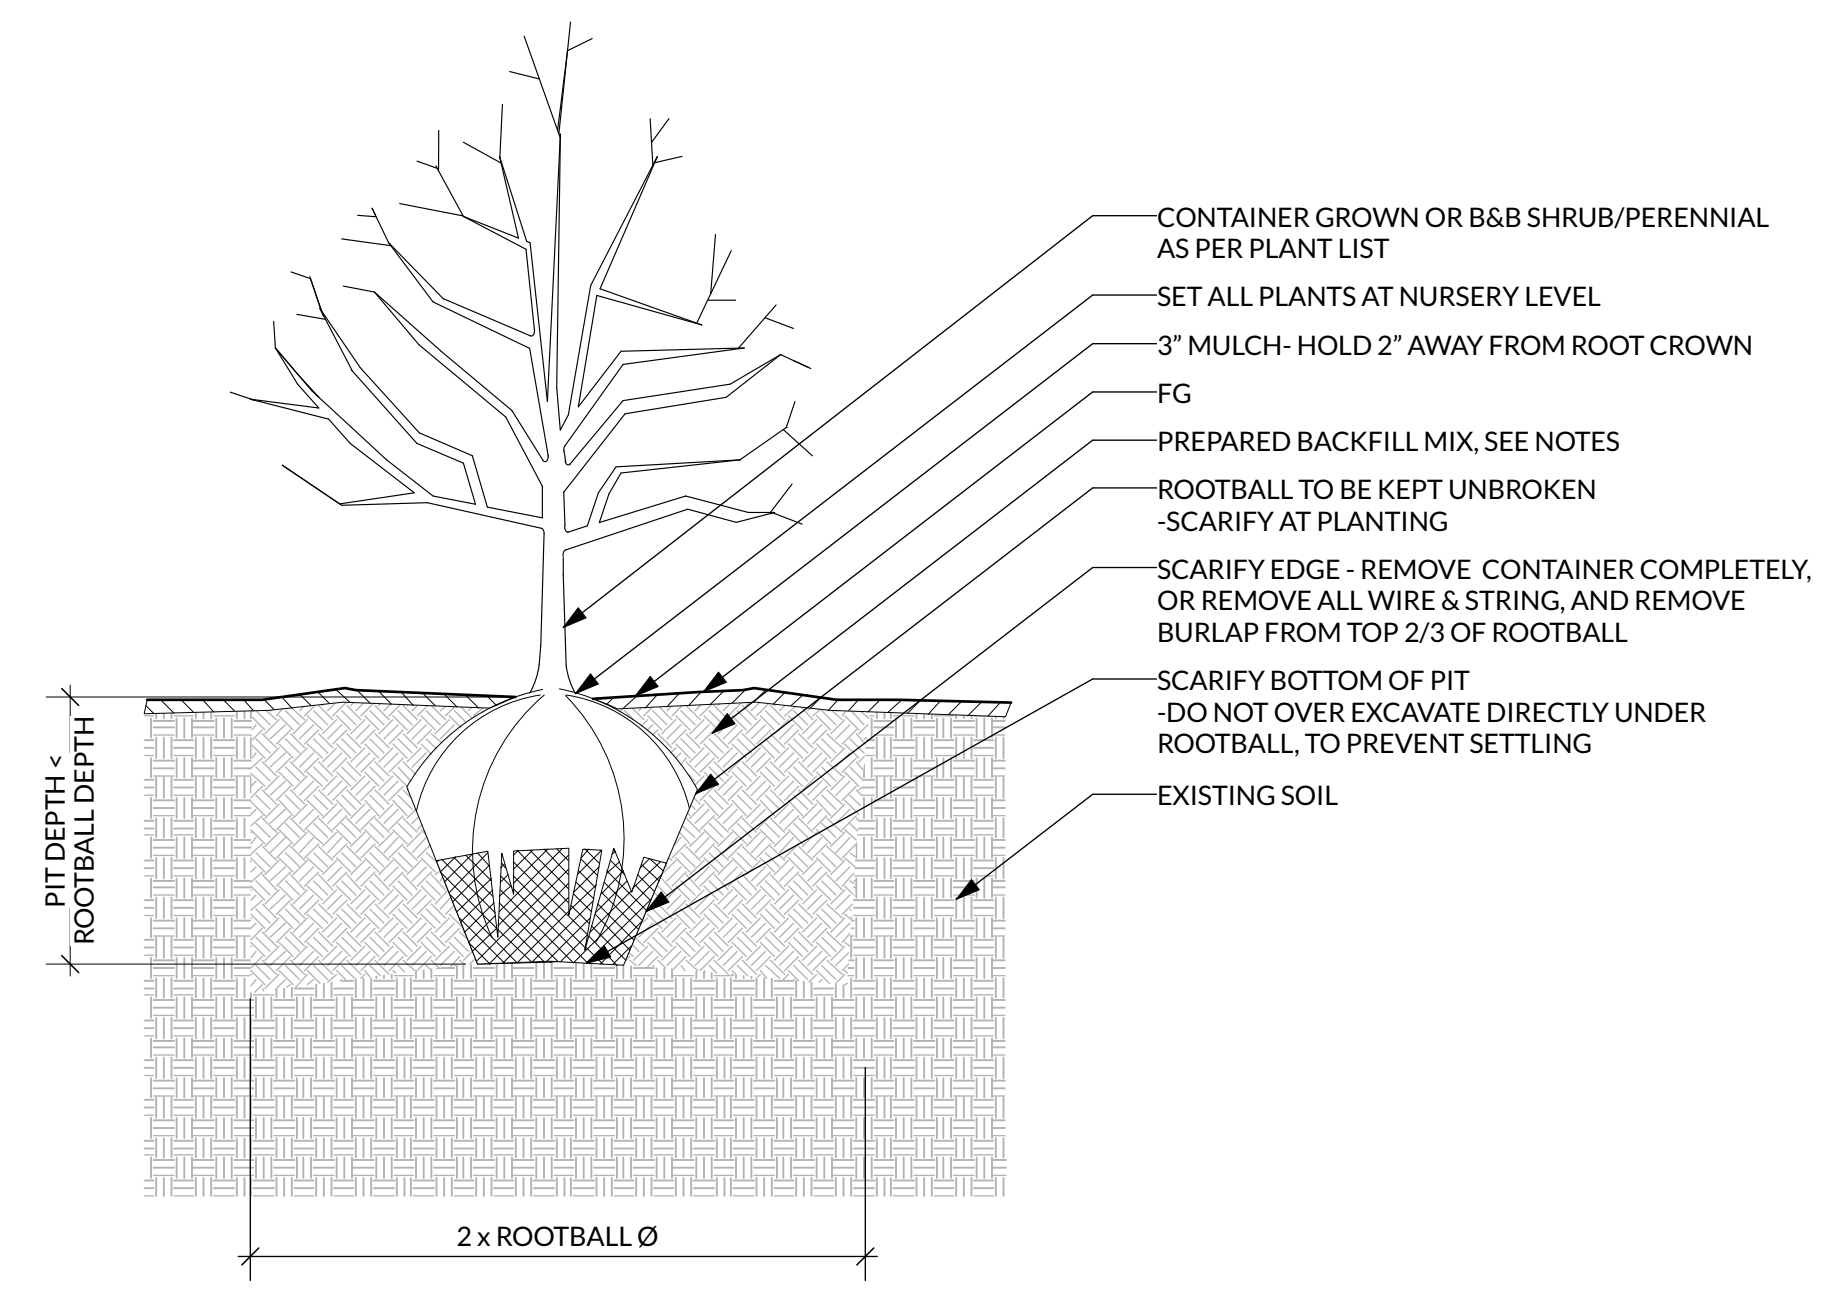 CONTAINER GROWN OR B&B SHRUB/PERENNIAL
AS PER PLANT LIST
SET ALL PLANTS AT NURSERY LEVEL
3” MULCH- HOLD 2” AWAY FROM ROOT CROWN
FG
PREPARED BACKFILL MIX, SEE NOTES
ROOTBALL TO BE KEPT UNBROKEN
-SCARIFY AT PLANTING
SCARIFY EDGE - REMOVE CONTAINER COMPLETELY,
OR REMOVE ALL WIRE & STRING, AND REMOVE
BURLAP FROM TOP 2/3 OF ROOTBALL
SCARIFY BOTTOM OF PIT
-DO NOT OVER EXCAVATE DIRECTLY UNDER
ROOTBALL, TO PREVENT SETTLING
EXISTING SOIL
PIT DEPTH <
ROOTBALL DEPTH
2 x ROOTBALL Ø